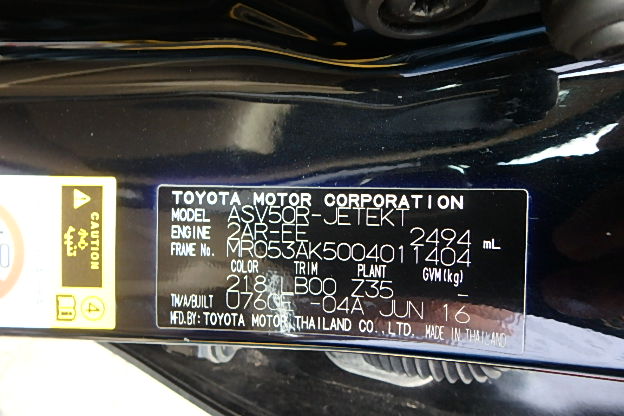 TOYOTA MOTOR CORPORATION
MODEL ASV50R-JETEKT
ENGINE 2AR-FE 2494 mL
FRAME No. MR053AK5004011404
COLOR TRIM PLANT GVM(kg)
218 LB00 Z35 -
TM/A/BUILT U760E -04A JUN 16
MFD.BY: TOYOTA MOTOR THAILAND CO.,LTD. MADE IN THAILAND
CAUTION